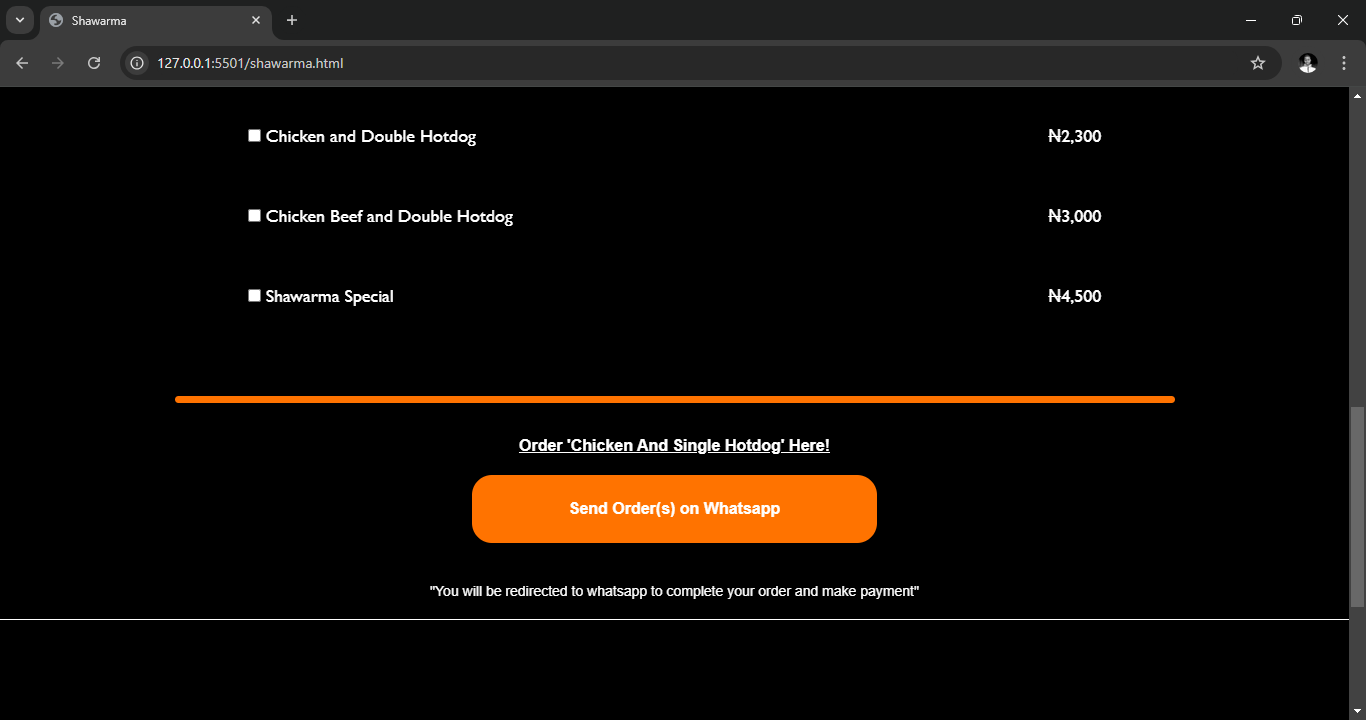 Shawarma
127.0.0.1:5501/shawarma.html
Chicken and Double Hotdog ₦2,300
Chicken Beef and Double Hotdog ₦3,000
Shawarma Special ₦4,500
Order 'Chicken And Single Hotdog' Here!
Send Order(s) on Whatsapp
"You will be redirected to whatsapp to complete your order and make payment"